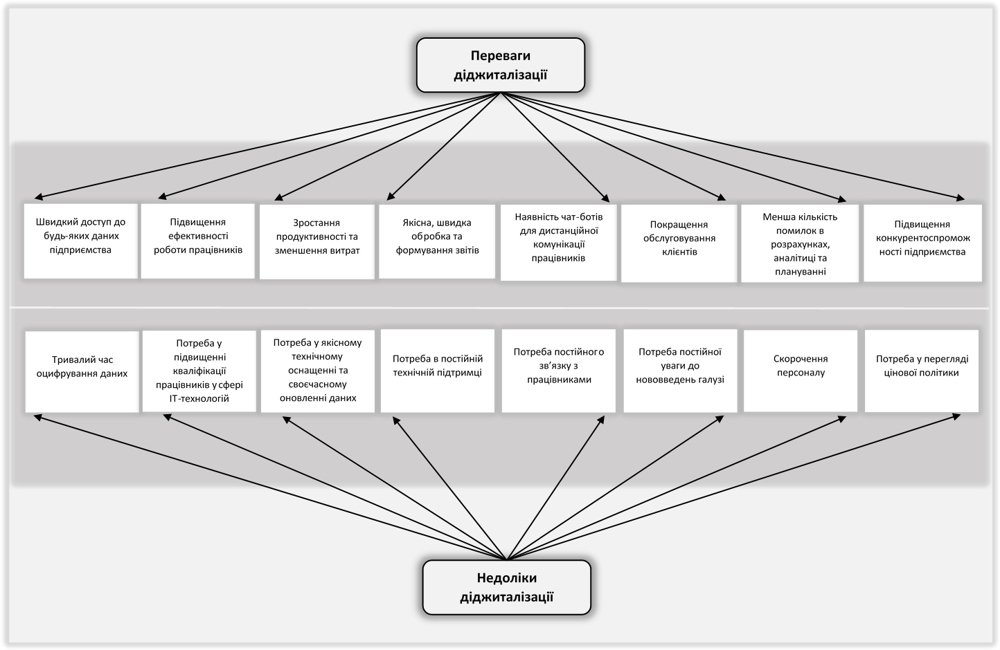 Переваги
діджиталізації
Швидкий доступ до
будь-яких даних
підприємства
Підвищення
ефективності
роботи працівників
Зростання
продуктивності та
зменшення витрат
Якісна, швидка
обробка та
формування звітів
Наявність чат-ботів
для дистанційної
комунікації
працівників
Покращення
обслуговування
клієнтів
Менша кількість
помилок в
розрахунках,
аналітиці та
плануванні
Підвищення
конкурентоспромож
ності підприємства
Тривалий час
оцифрування даних
Потреба у
підвищенні
кваліфікації
працівників у сфері
ІТ-технологій
Потреба у якісному
технічному
оснащенні та
своєчасному
оновленні даних
Потреба в постійній
технічній підтримці
Потреба постійного
зв’язку з
працівниками
Потреба постійної
уваги до
нововведень галузі
Скорочення
персоналу
Потреба у перегляді
цінової політики
Недоліки
діджиталізації